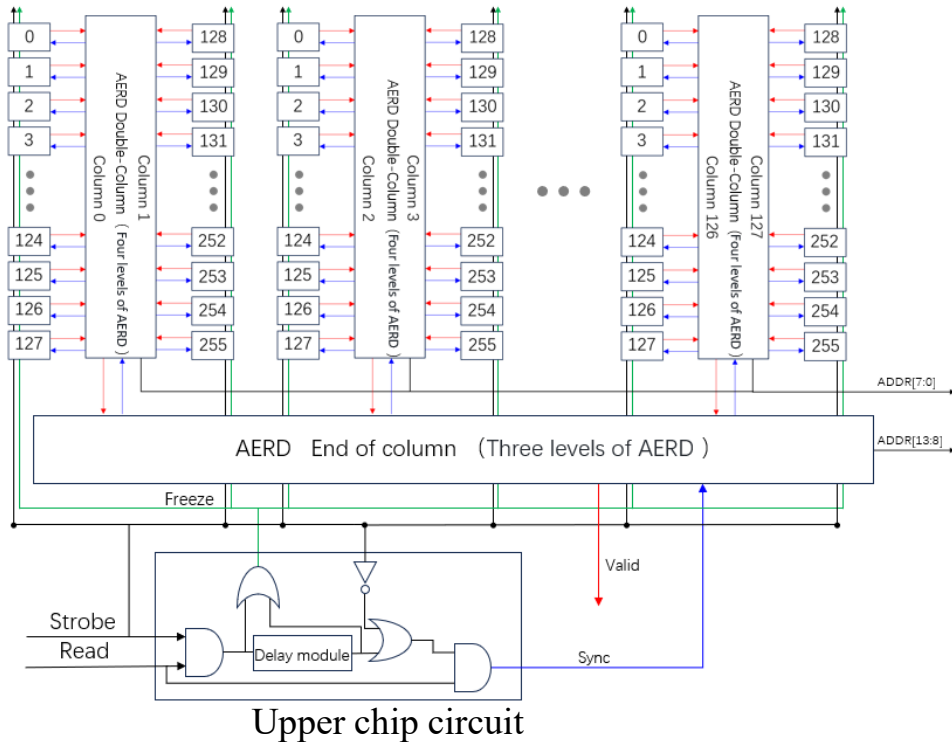 0 128 0 128 0 128
1 129 1 129 1 129
2 130 2 130 2 130
3 131 3 131 3 131
AERD Double-Column（Four levels of AERD）
Column 1
Column 0
AERD Double-Column（Four levels of AERD）
Column 3
Column 2
AERD Double-Column（Four levels of AERD）
Column 127
Column 126
124 252 124 252 124 252
125 253 125 253 125 253
126 254 126 254 126 254
127 255 127 255 127 255
ADDR[7:0]
AERD End of column （Three levels of AERD ）
ADDR[13:8]
Freeze
Valid
Strobe
Read
Delay module
Sync
Upper chip circuit